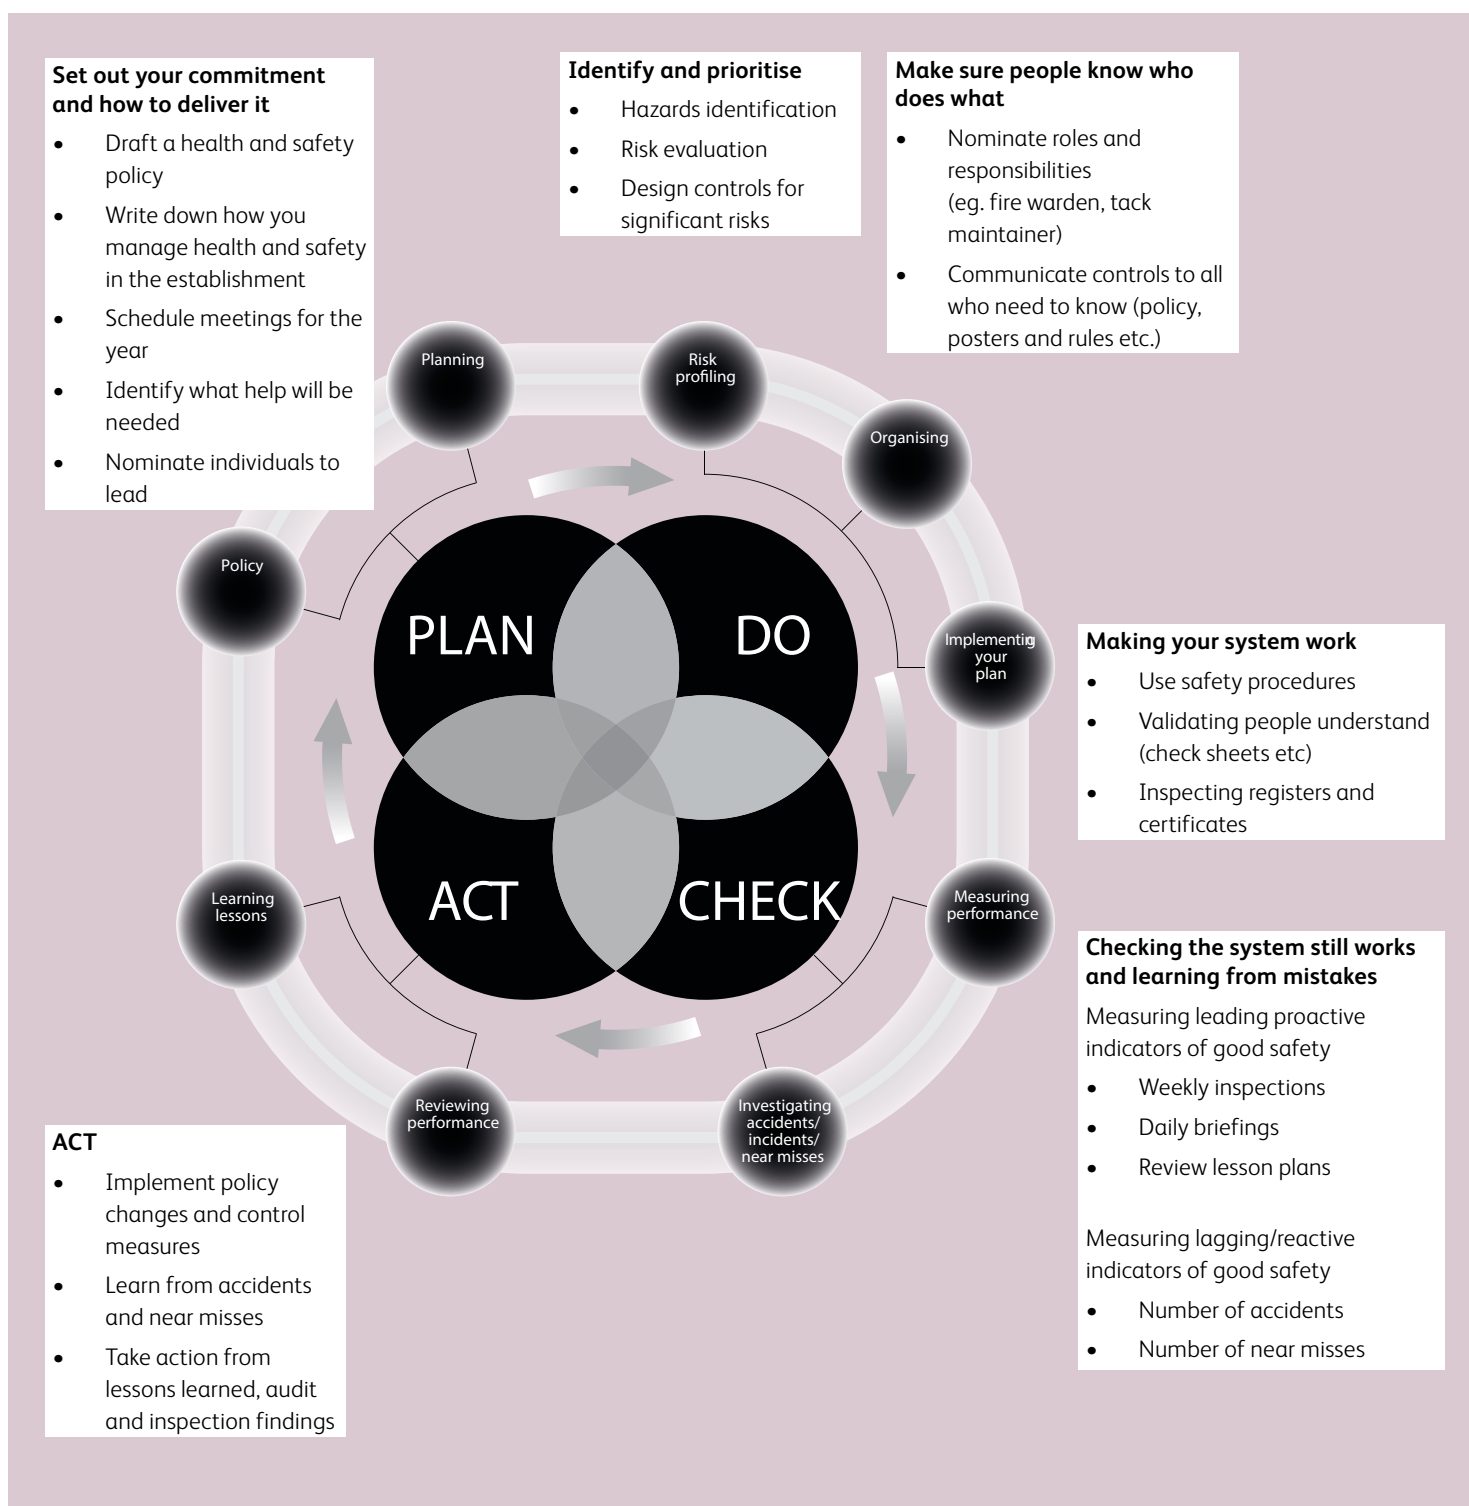 Set out your commitment
and how to deliver it
• Draft a health and safety
policy
• Write down how you
manage health and safety
in the establishment
• Schedule meetings for the
year
• Identify what help will be
needed
• Nominate individuals to
lead
Identify and prioritise
• Hazards identification
• Risk evaluation
• Design controls for
significant risks
Make sure people know who
does what
• Nominate roles and
responsibilities
(eg. fire warden, tack
maintainer)
• Communicate controls to all
who need to know (policy,
posters and rules etc.)
Planning
Risk
profiling
Organising
Policy
PLAN
DO
Implementing
your
plan
Making your system work
• Use safety procedures
• Validating people understand
(check sheets etc)
• Inspecting registers and
certificates
Learning
lessons
ACT
CHECK
Measuring
performance
Checking the system still works
and learning from mistakes
Measuring leading proactive
indicators of good safety
• Weekly inspections
• Daily briefings
• Review lesson plans
Measuring lagging/reactive
indicators of good safety
• Number of accidents
• Number of near misses
Reviewing
performance
Investigating
accidents/
incidents/
near misses
ACT
• Implement policy
changes and control
measures
• Learn from accidents
and near misses
• Take action from
lessons learned, audit
and inspection findings